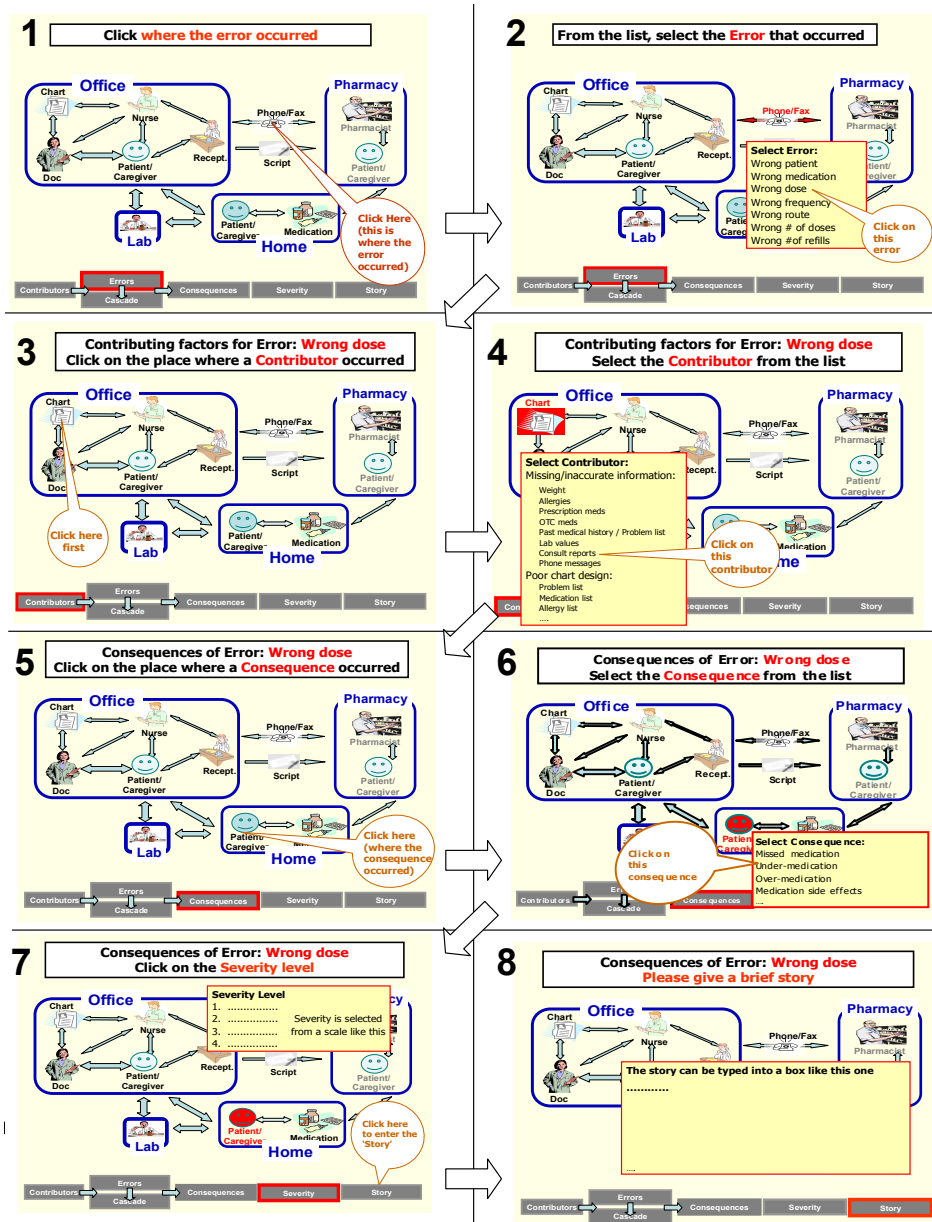 1
Click where the error occurred
Office
Pharmacy
Chart
Nurse
Phone/Fax
Pharmacist
Recept.
Script
Doc
Patient/
Caregiver
Patient/
Caregiver
Lab
Patient/
Medication
Home
Click Here
(this is
where the
error
occurred)
Contributors
Errors
Cascade
Consequences
Severity
Story
2
From the list, select the Error that occurred
Office
Pharmacy
Chart
Nurse
Phone/Fax
Pharmacist
Recept.
Doc
Patient/
Caregiver
Lab
Select Error:
Wrong patient
Wrong medication
Wrong dose
Wrong frequency
Wrong route
Wrong # of doses
Wrong #of refills
Click on
this
error
Contributors
Errors
Cascade
Consequences
Severity
Story
3
Contributing factors for Error: Wrong dose
Click on the place where a Contributor occurred
Office
Pharmacy
Chart
Nurse
Phone/Fax
Pharmacist
Recept.
Script
Doc
Patient/
Caregiver
Patient/
Caregiver
Lab
Patient/
Medication
Home
Click here
first
Contributors
Errors
Cascade
Consequences
Severity
Story
4
Contributing factors for Error: Wrong dose
Select the Contributor from the list
Office
Pharmacy
Chart
Nurse
Phone/Fax
Pharmacist
Recept.
Script
Patient/
Caregiver
Select Contributor:
Missing/inaccurate information:
Weight
Allergies
Prescription meds
OTC meds
Past medical history / Problem list
Lab values
Consult reports
Phone messages
Poor chart design:
Problem list
Medication list
Allergy list
....
Click on
this
contributor
Medication
Severity
Story
5
Consequences of Error: Wrong dose
Click on the place where a Consequence occurred
Office
Pharmacy
Chart
Nurse
Phone/Fax
Pharmacist
Recept.
Script
Doc
Patient/
Caregiver
Patient/
Caregiver
Lab
Home
Click here
(where the
consequence
occurred)
Contributors
Errors
Cascade
Consequences
Severity
Story
6
Consequences of Error: Wrong dose
Select the Consequence from the list
Office
Pharmacy
Chart
Nurse
Phone/Fax
Pharmacist
Recept.
Script
Doc
Patient/
Caregiver
Patient/
Caregiver
Click on
this
consequence
Select Consequence:
Missed medication
Under-medication
Over-medication
Medication side effects
....
Contributors
Cascade
Consequences
7
Consequences of Error: Wrong dose
Click on the Severity level
Office
Chart
Nurse
Severity Level
1. ................
2. ................ Severity is selected
3. ................ from a scale like this
4. ................
Recept.
Script
Doc
Patient/
Caregiver
Patient/
Caregiver
Lab
Patient/
Medication
Home
Click here
to enter the
'Story'
Contributors
Errors
Cascade
Consequences
Severity
Story
8
Consequences of Error: Wrong dose
Please give a brief story
Office
Pharmacy
Chart
Nurse
Phone/Fax
Pharmacist
Doc
The story can be typed into a box like this one
............
....
Contributors
Errors
Cascade
Consequences
Severity
Story